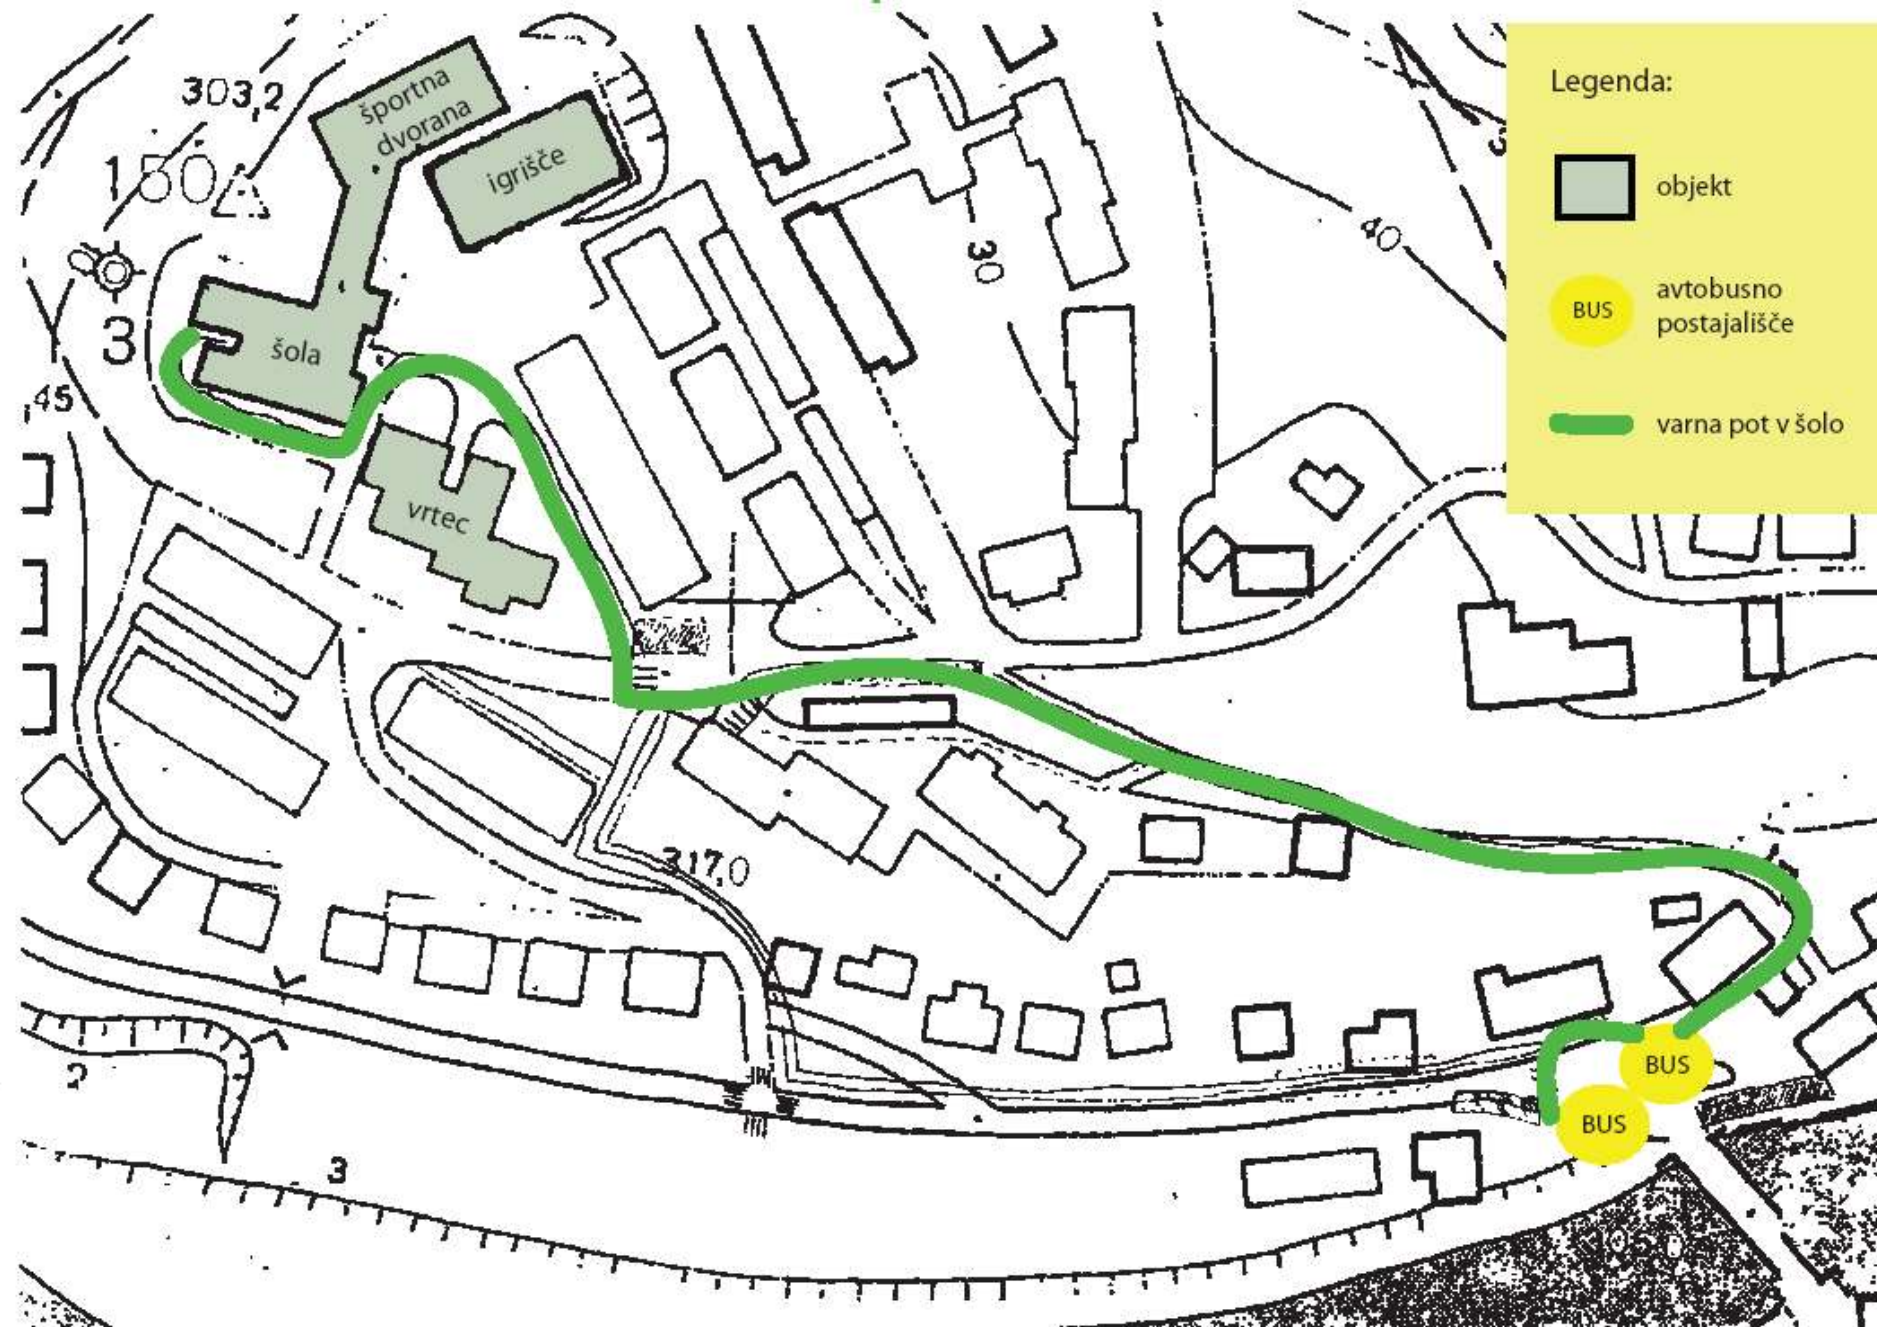 303,2
športna
dvorana
igrišče
150
30
40
3
šola
45
vrtec
317,0
2
3
BUS
BUS
Legenda:
objekt
BUS
avtobusno
postajališče
varna pot v šolo